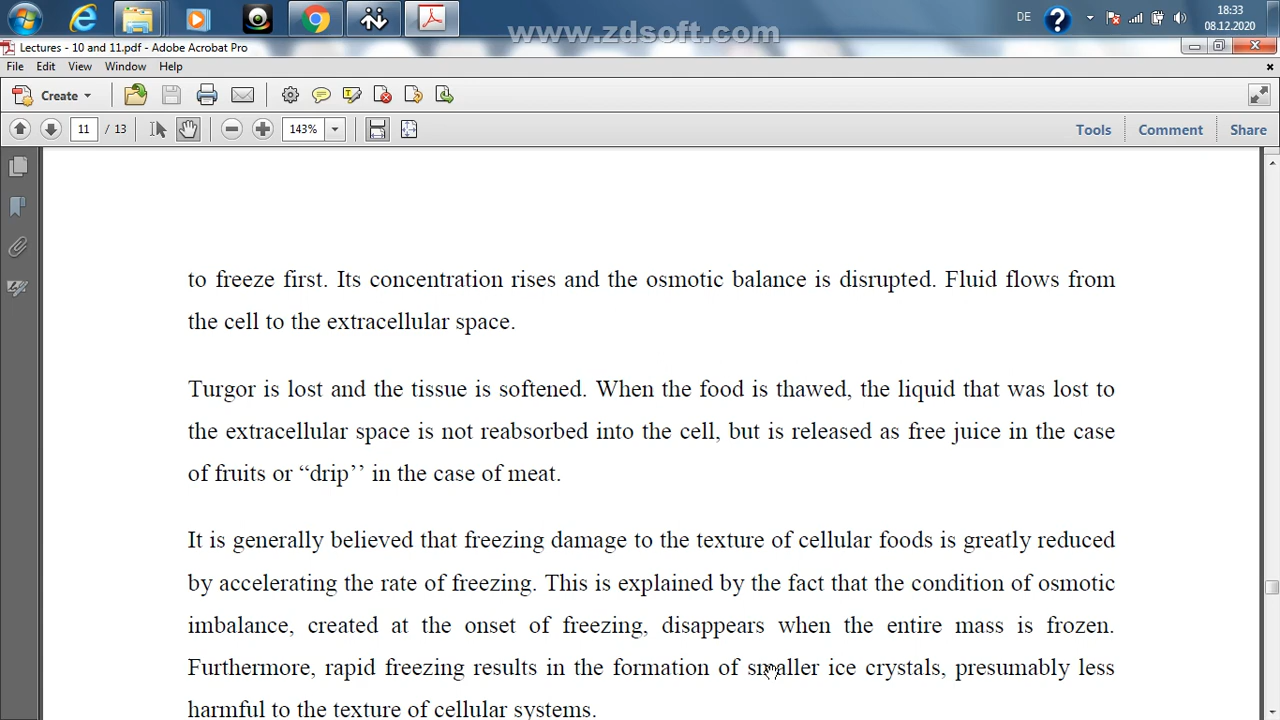 18:33
www.zdsoft.com
DE
08.12.2020
Lectures - 10 and 11.pdf - Adobe Acrobat Pro
File Edit View Window Help
Create
11 / 13 143% Tools Comment Share
to freeze first. Its concentration rises and the osmotic balance is disrupted. Fluid flows from
the cell to the extracellular space.
Turgor is lost and the tissue is softened. When the food is thawed, the liquid that was lost to
the extracellular space is not reabsorbed into the cell, but is released as free juice in the case
of fruits or “drip’’ in the case of meat.
It is generally believed that freezing damage to the texture of cellular foods is greatly reduced
by accelerating the rate of freezing. This is explained by the fact that the condition of osmotic
imbalance, created at the onset of freezing, disappears when the entire mass is frozen.
Furthermore, rapid freezing results in the formation of smaller ice crystals, presumably less
harmful to the texture of cellular systems.